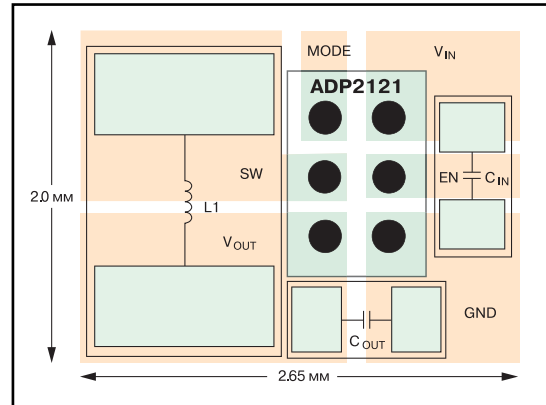 MODE
VIN
ADP2121
EN
CIN
SW
2.0 мм
L1
VOUT
GND
COUT
2.65 мм